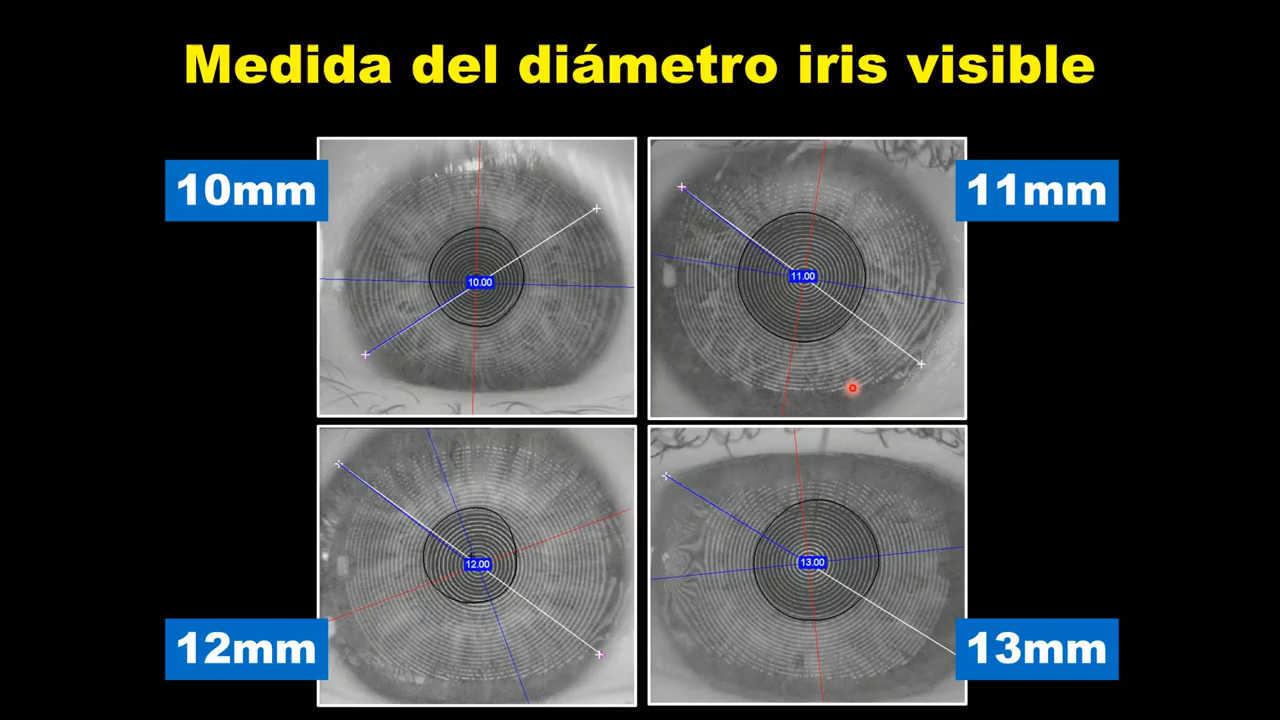 Medida del diámetro iris visible
10mm
10.00
11.00
11mm
12mm
12.00
13.00
13mm